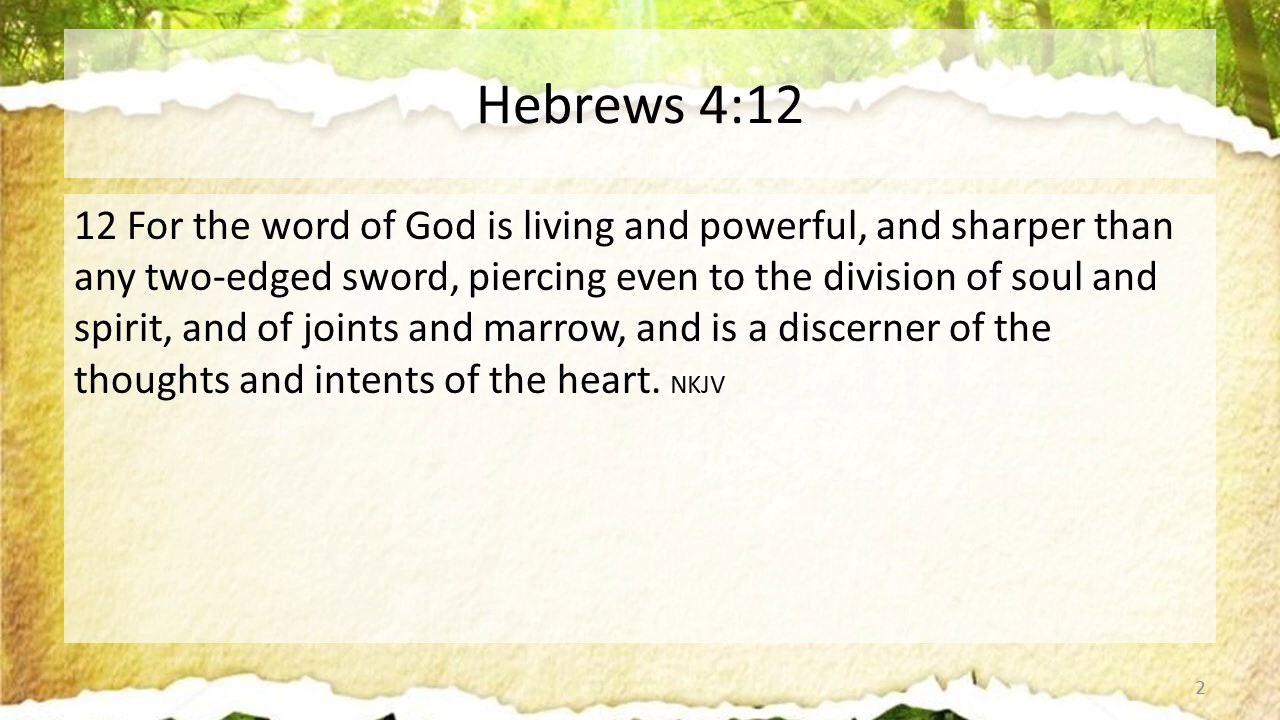 Hebrews 4:12
12 For the word of God is living and powerful, and sharper than
any two-edged sword, piercing even to the division of soul and
spirit, and of joints and marrow, and is a discerner of the
thoughts and intents of the heart. NKJV
2